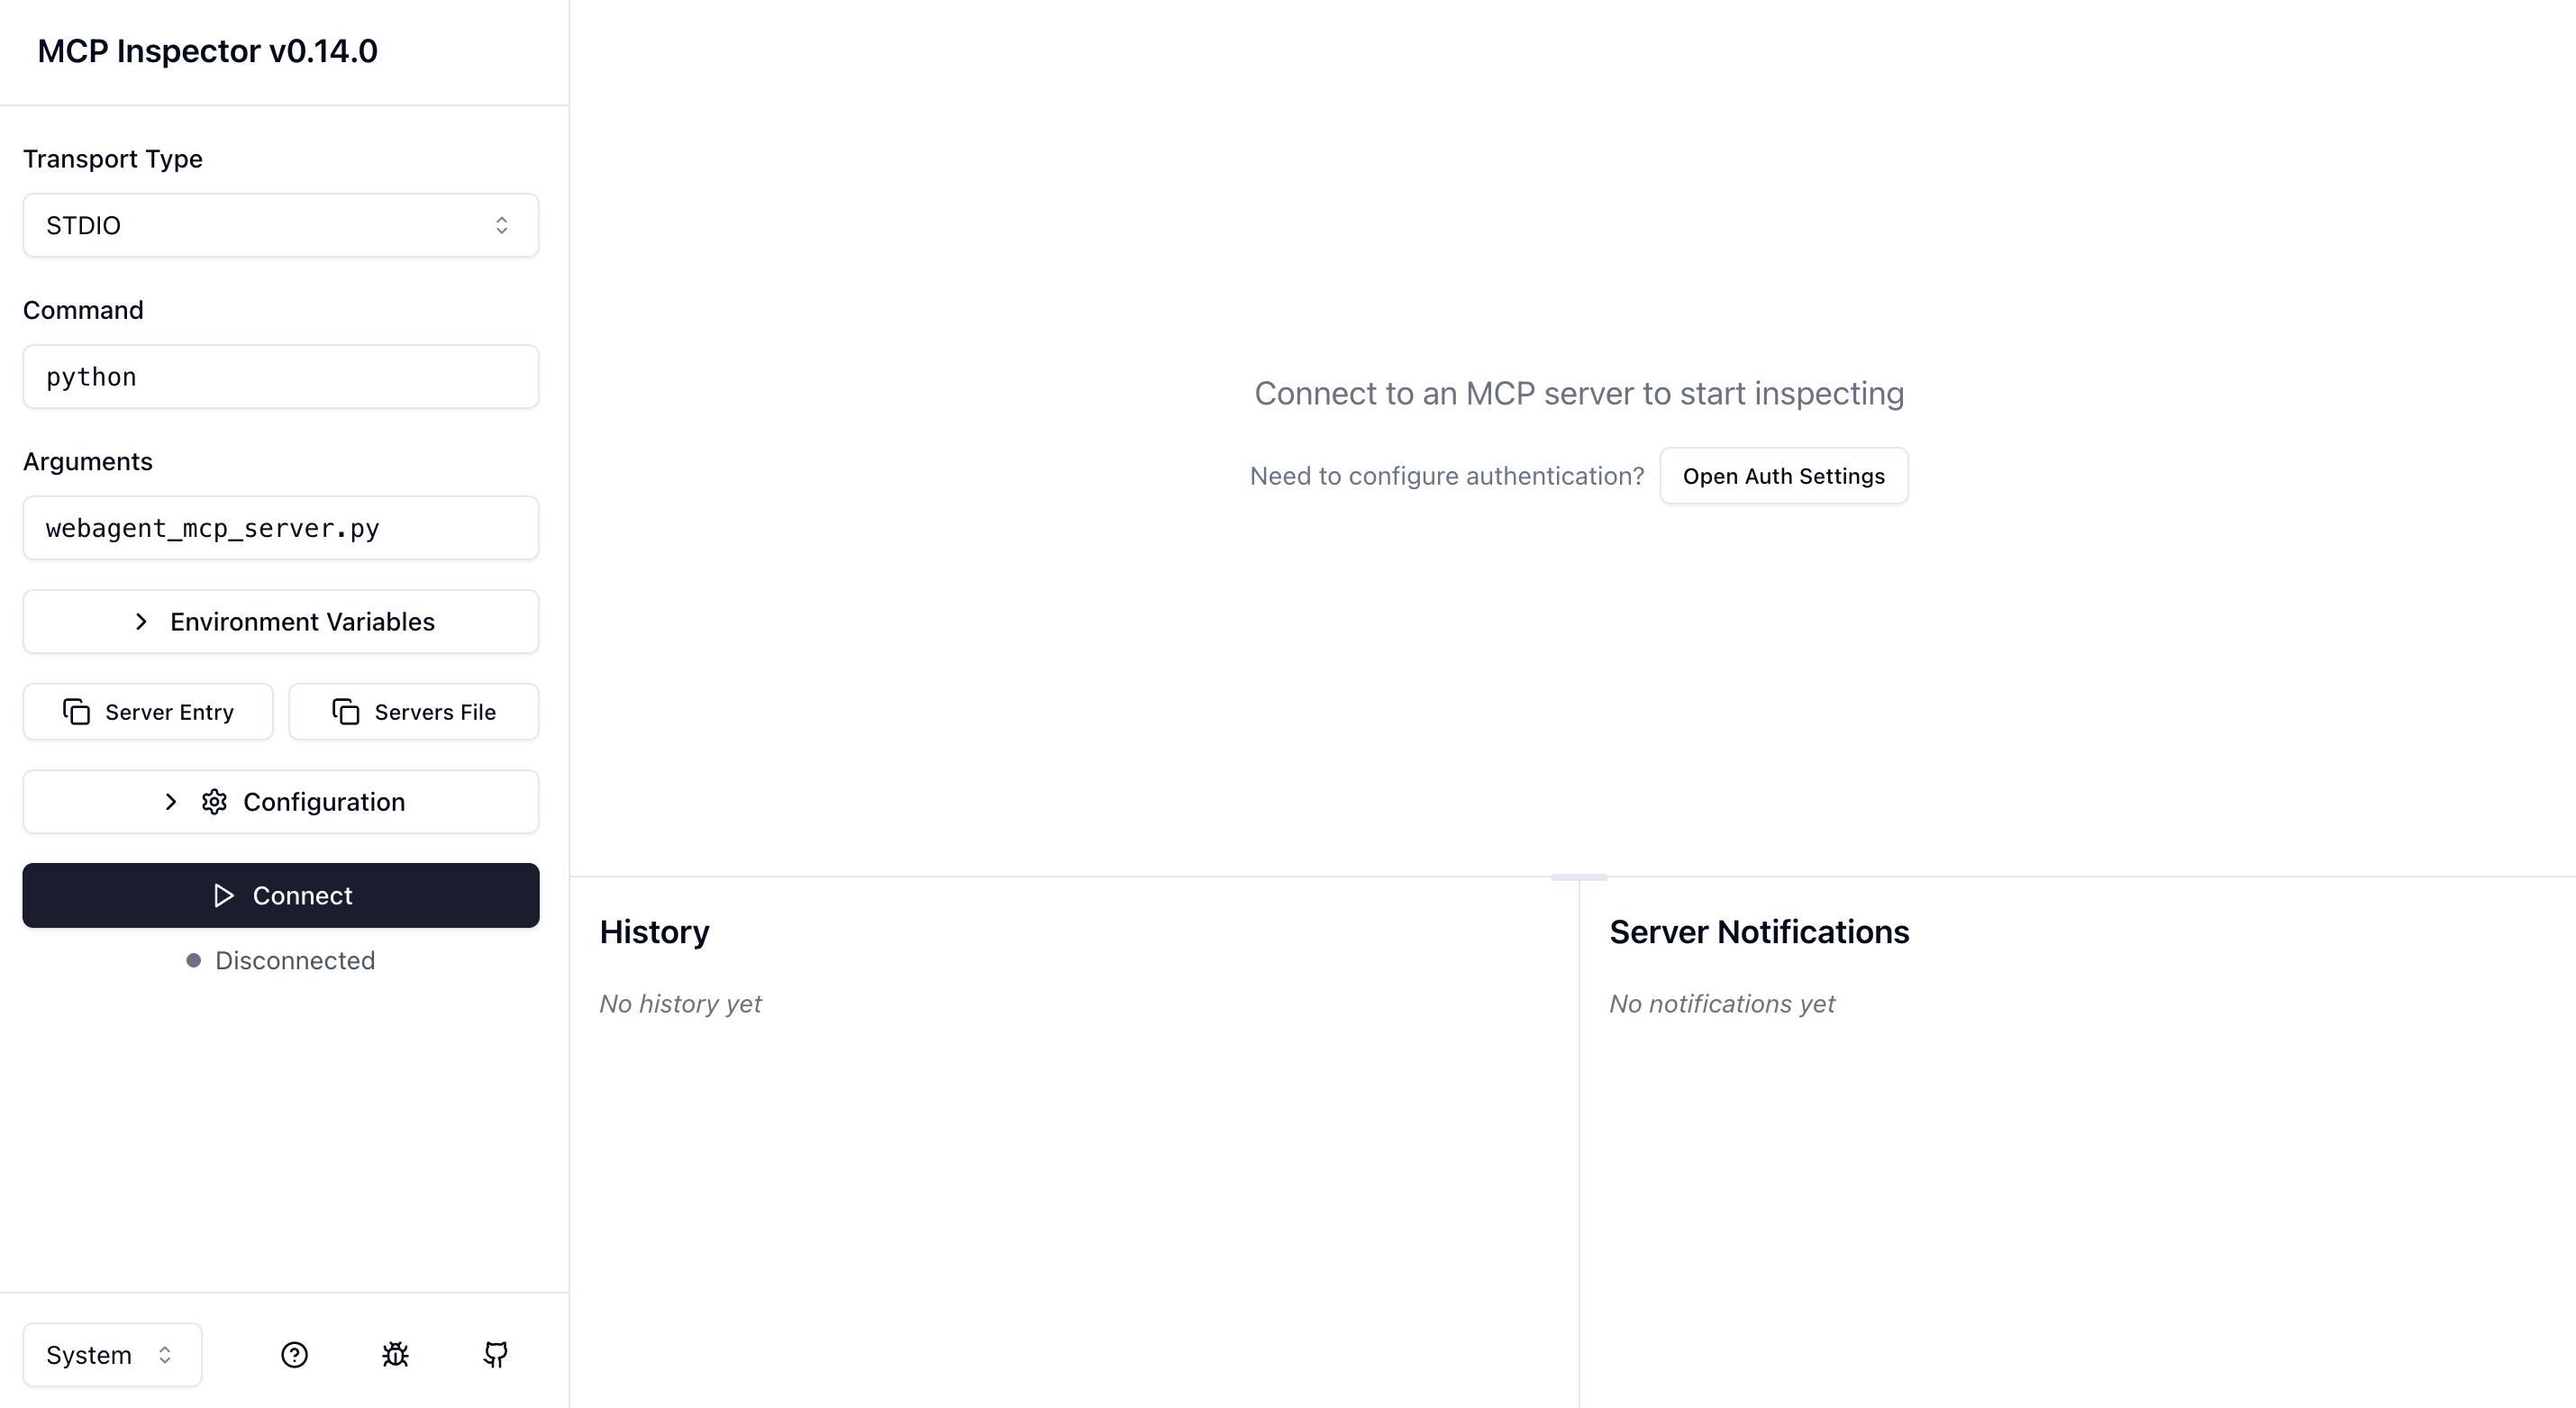 MCP Inspector v0.14.0
Transport Type
STDIO
Command
python
Arguments
webagent_mcp_server.py
Environment Variables
Server Entry
Servers File
Configuration
Connect
Disconnected
System
Connect to an MCP server to start inspecting
Need to configure authentication?
Open Auth Settings
History
No history yet
Server Notifications
No notifications yet